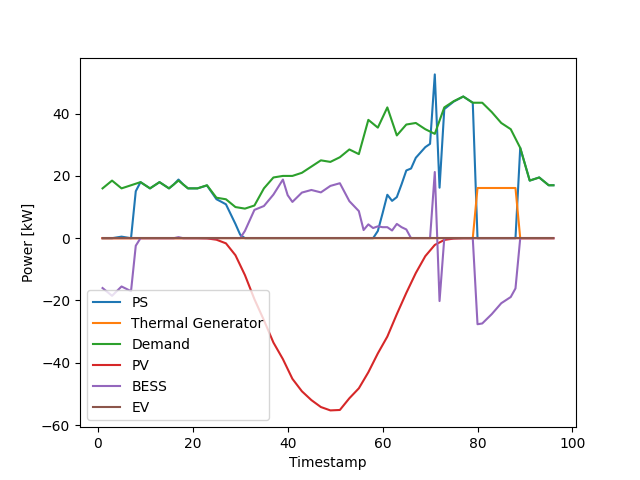 40
20
0
−20
−40
−60
Power [kW]
PS
Thermal Generator
Demand
PV
BESS
EV
0 20 40 60 80 100
Timestamp